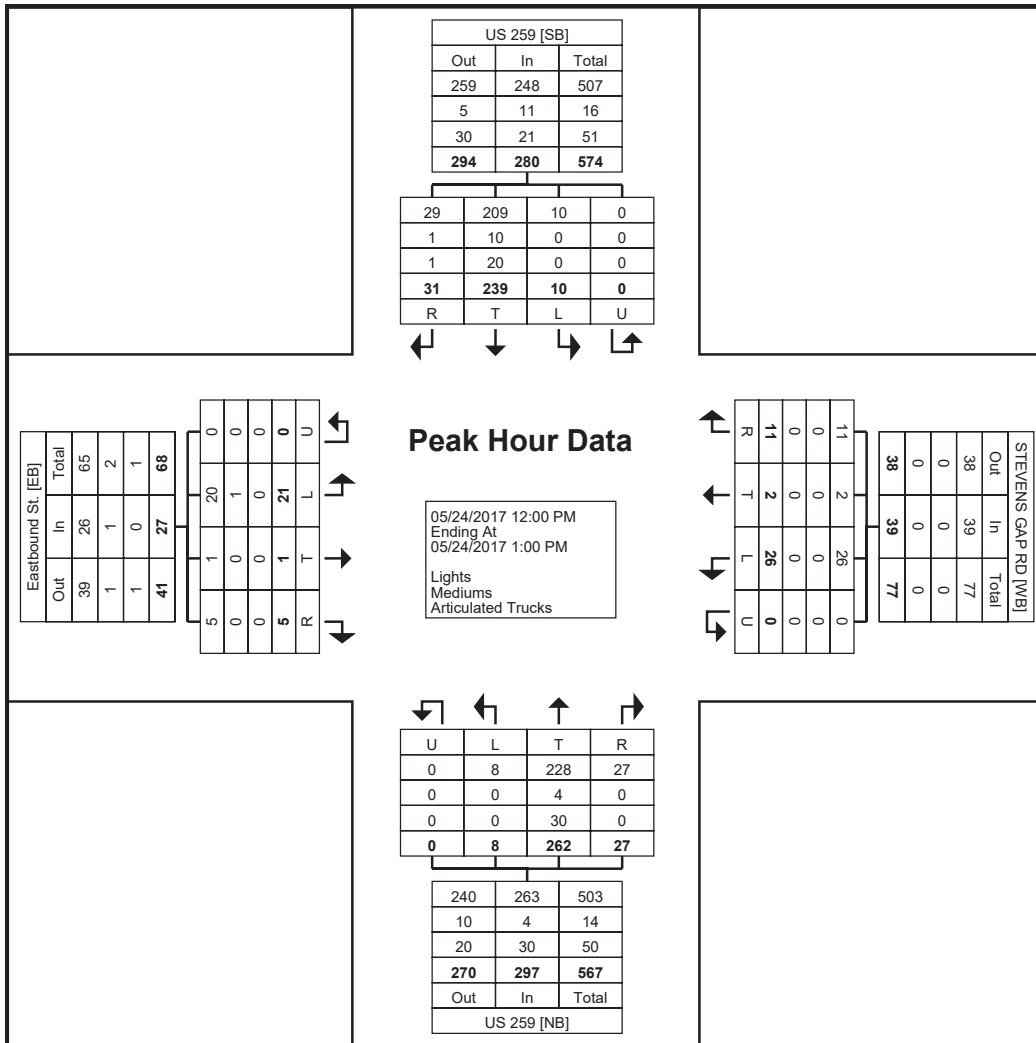 US 259 [SB]
Out In Total
259 248 507
5 11 16
30 21 51
294 280 574
29 209 10 0
1 10 0 0
1 20 0 0
31 239 10 0
R T L U
Peak Hour Data
05/24/2017 12:00 PM
Ending At
05/24/2017 1:00 PM
Lights
Mediums
Articulated Trucks
Eastbound St. [EB]
Out In Total
39 26 65
1 1 2
1 0 1
41 27 68
5 1 20 0
0 0 1 0
0 0 0 0
5 1 21 0
R T L U
STEVENS GAP RD [WB]
Out In Total
38 39 77
0 0 0
0 0 0
38 39 77
11 2 26 0
0 0 0 0
0 0 0 0
11 2 26 0
R T L U
U L T R
0 8 228 27
0 0 4 0
0 0 30 0
0 8 262 27
240 263 503
10 4 14
20 30 50
270 297 567
Out In Total
US 259 [NB]